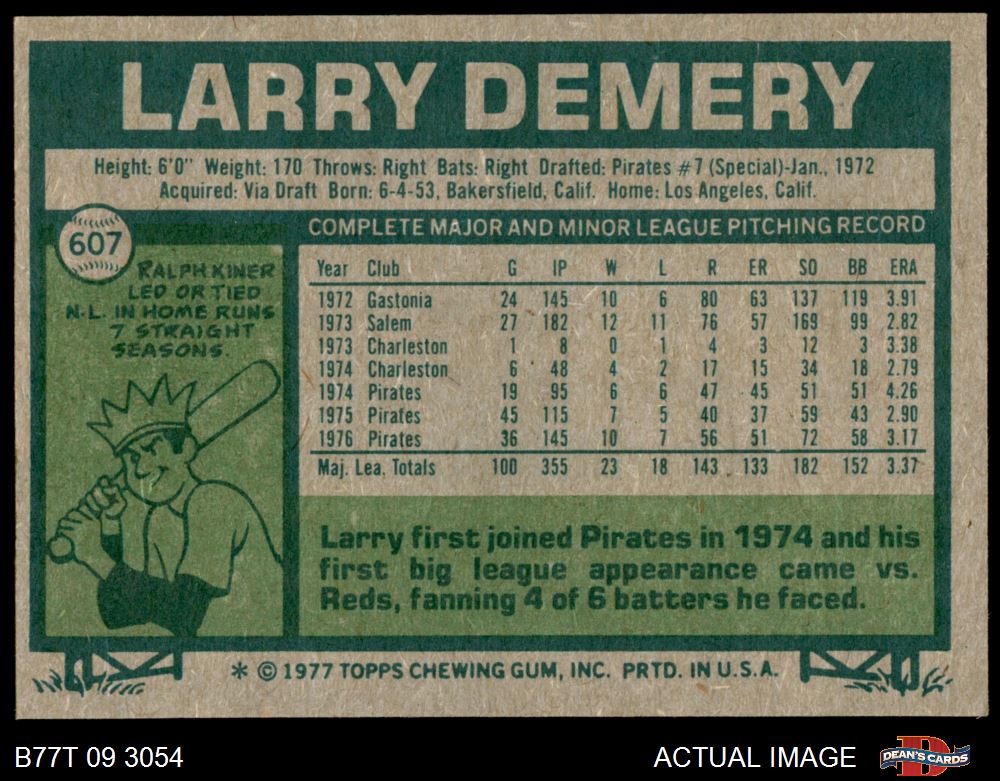 LARRY DEMERY
Height: 6'0" Weight: 170 Throws: Right Bats: Right Drafted: Pirates #7 (Special)-Jan., 1972
Acquired: Via Draft Born: 6-4-53, Bakersfield, Calif. Home: Los Angeles, Calif.
607
RALPH KINER
LED OR TIED
N.L. IN HOME RUNS
7 STRAIGHT
SEASONS.
COMPLETE MAJOR AND MINOR LEAGUE PITCHING RECORD
Year Club G IP W L R ER SO BB ERA
1972 Gastonia 24 145 10 6 80 63 137 119 3.91
1973 Salem 27 182 12 11 76 57 169 99 2.82
1973 Charleston 1 8 0 1 4 3 12 3 3.38
1974 Charleston 6 48 4 2 17 15 34 18 2.79
1974 Pirates 19 95 6 6 47 45 51 51 4.26
1975 Pirates 45 115 7 5 40 37 59 43 2.90
1976 Pirates 36 145 10 7 56 51 72 58 3.17
Maj. Lea. Totals 100 355 23 18 143 133 182 152 3.37
Larry first joined Pirates in 1974 and his
first big league appearance came vs.
Reds, fanning 4 of 6 batters he faced.
* © 1977 TOPPS CHEWING GUM, INC. PRTD. IN U.S.A.
B77T 09 3054
ACTUAL IMAGE
DEAN'S CARDS